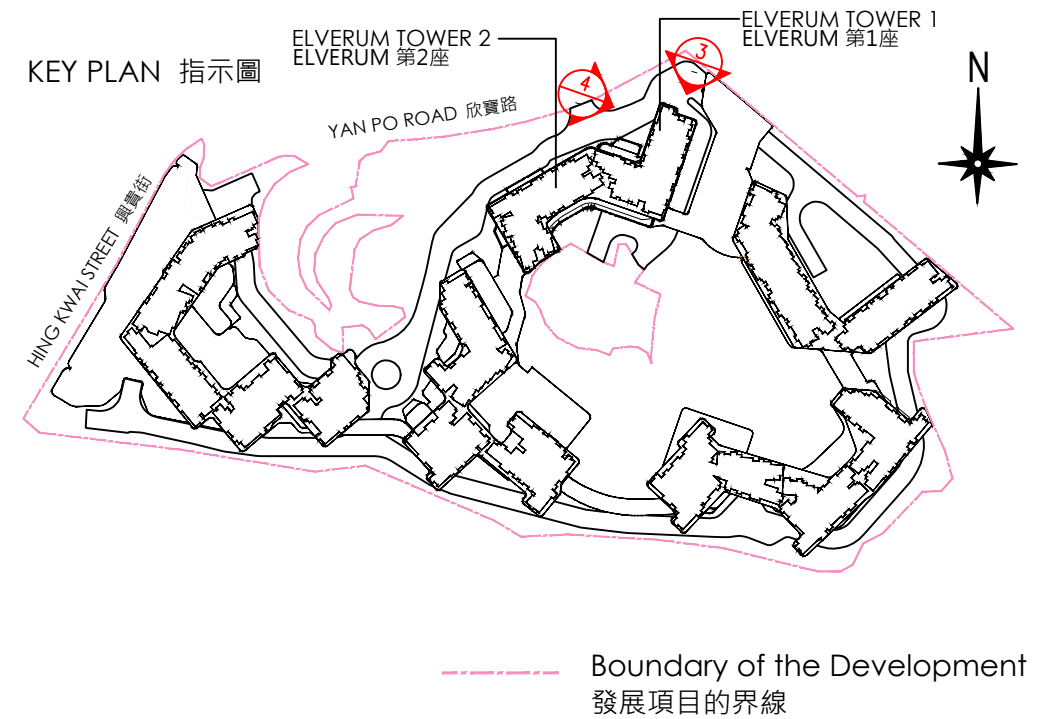 ELVERUM TOWER 1
ELVERUM 第1座
ELVERUM TOWER 2
ELVERUM 第2座
KEY PLAN 指示圖
3
4
N
YAN PO ROAD 欣寶路
HING KWAI STREET 興貴街
Boundary of the Development
發展項目的界線